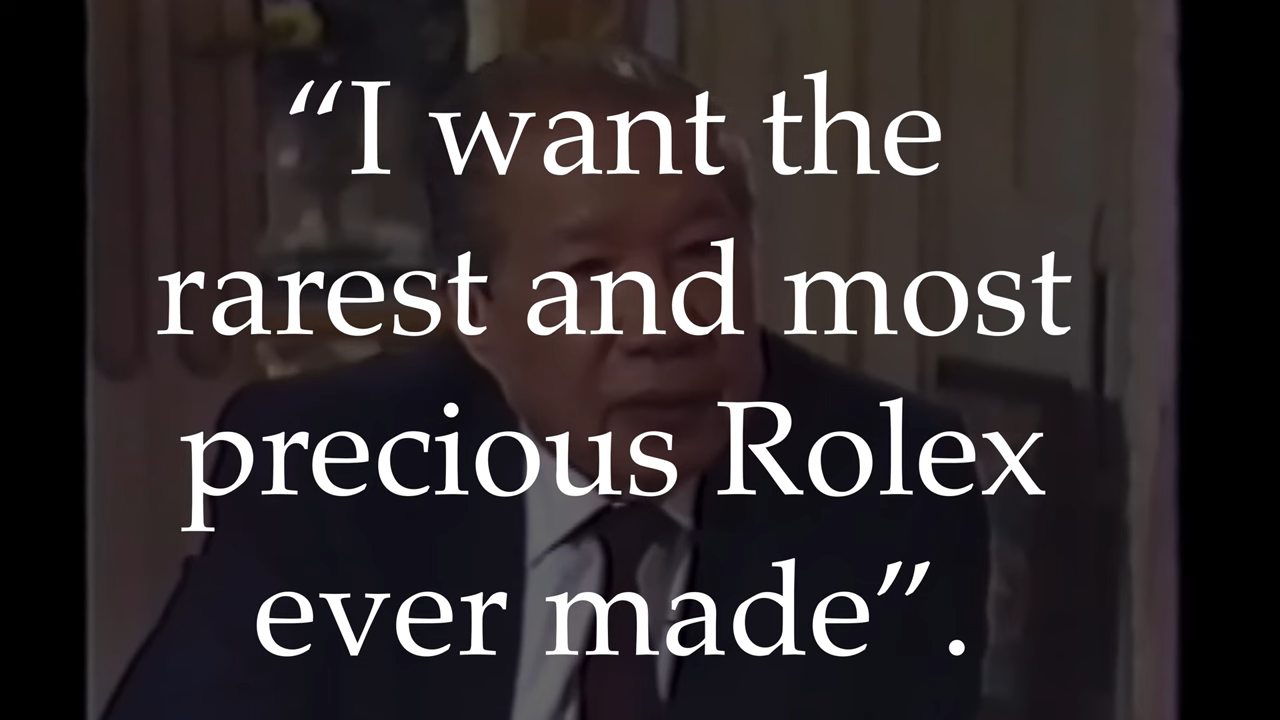 “I want the
rarest and most
precious Rolex
ever made”.